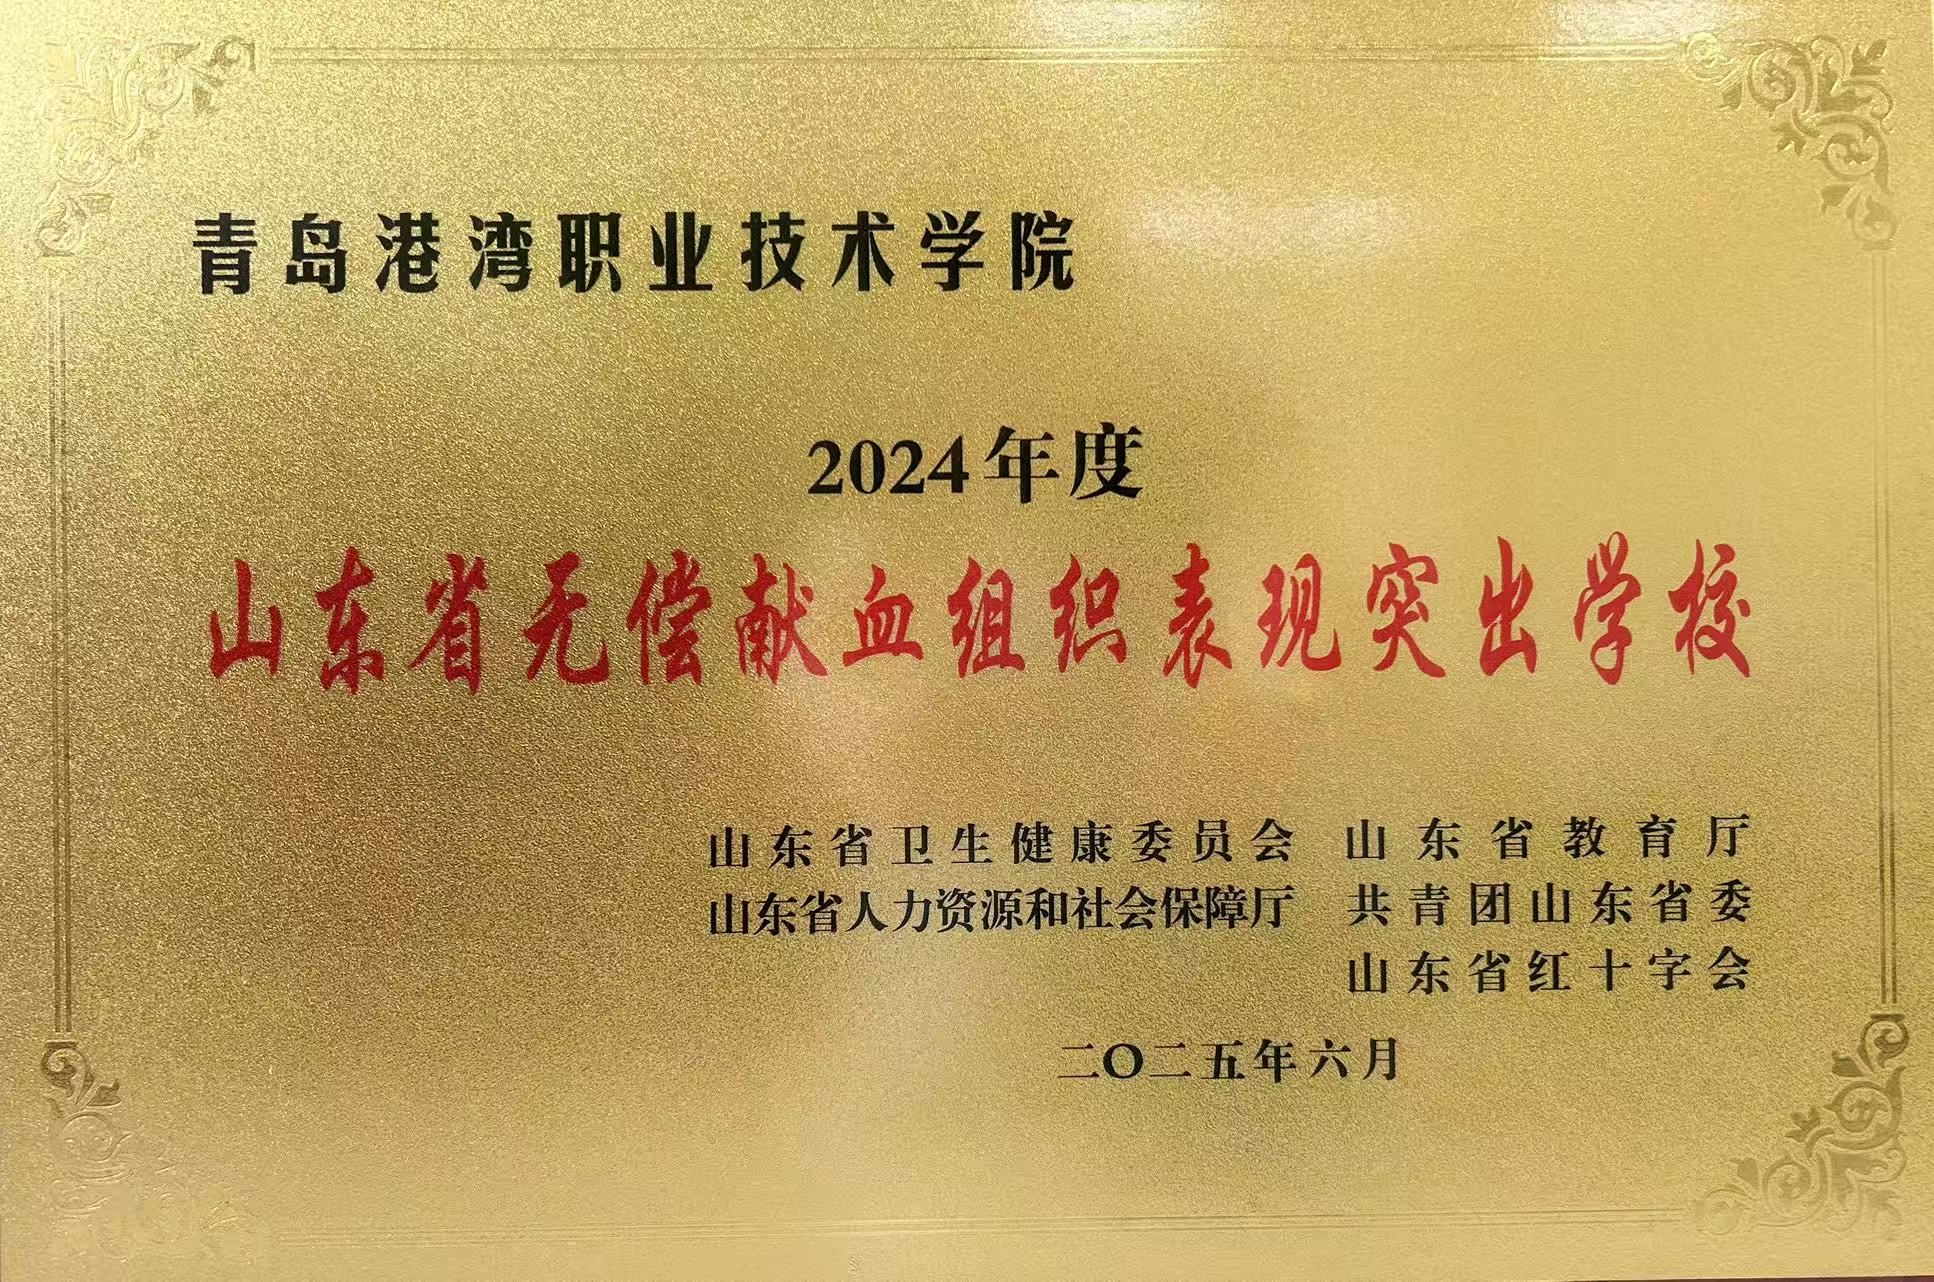 青岛港湾职业技术学院
2024年度
山东省无偿献血组织表现突出学校
山东省卫生健康委员会 山东省教育厅
山东省人力资源和社会保障厅 共青团山东省委
山东省红十字会
二〇二五年六月